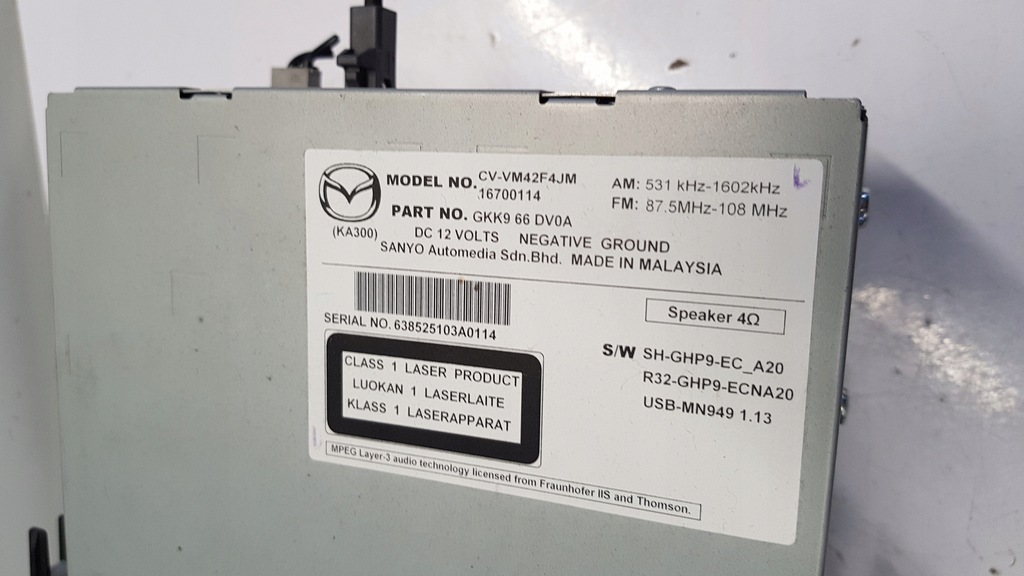 MODEL NO. CV-VM42F4JM
16700114
PART NO. GKK9 66 DV0A
(KA300)
DC 12 VOLTS NEGATIVE GROUND
SANYO Automedia Sdn.Bhd. MADE IN MALAYSIA
AM: 531 kHz-1602kHz
FM: 87.5MHz-108 MHz
SERIAL NO. 638525103A0114
Speaker 4Ω
S/W SH-GHP9-EC_A20
R32-GHP9-ECNA20
USB-MN949 1.13
CLASS 1 LASER PRODUCT
LUOKAN 1 LASERLAITE
KLASS 1 LASERAPPARAT
MPEG Layer-3 audio technology licensed from Fraunhofer IIS and Thomson.